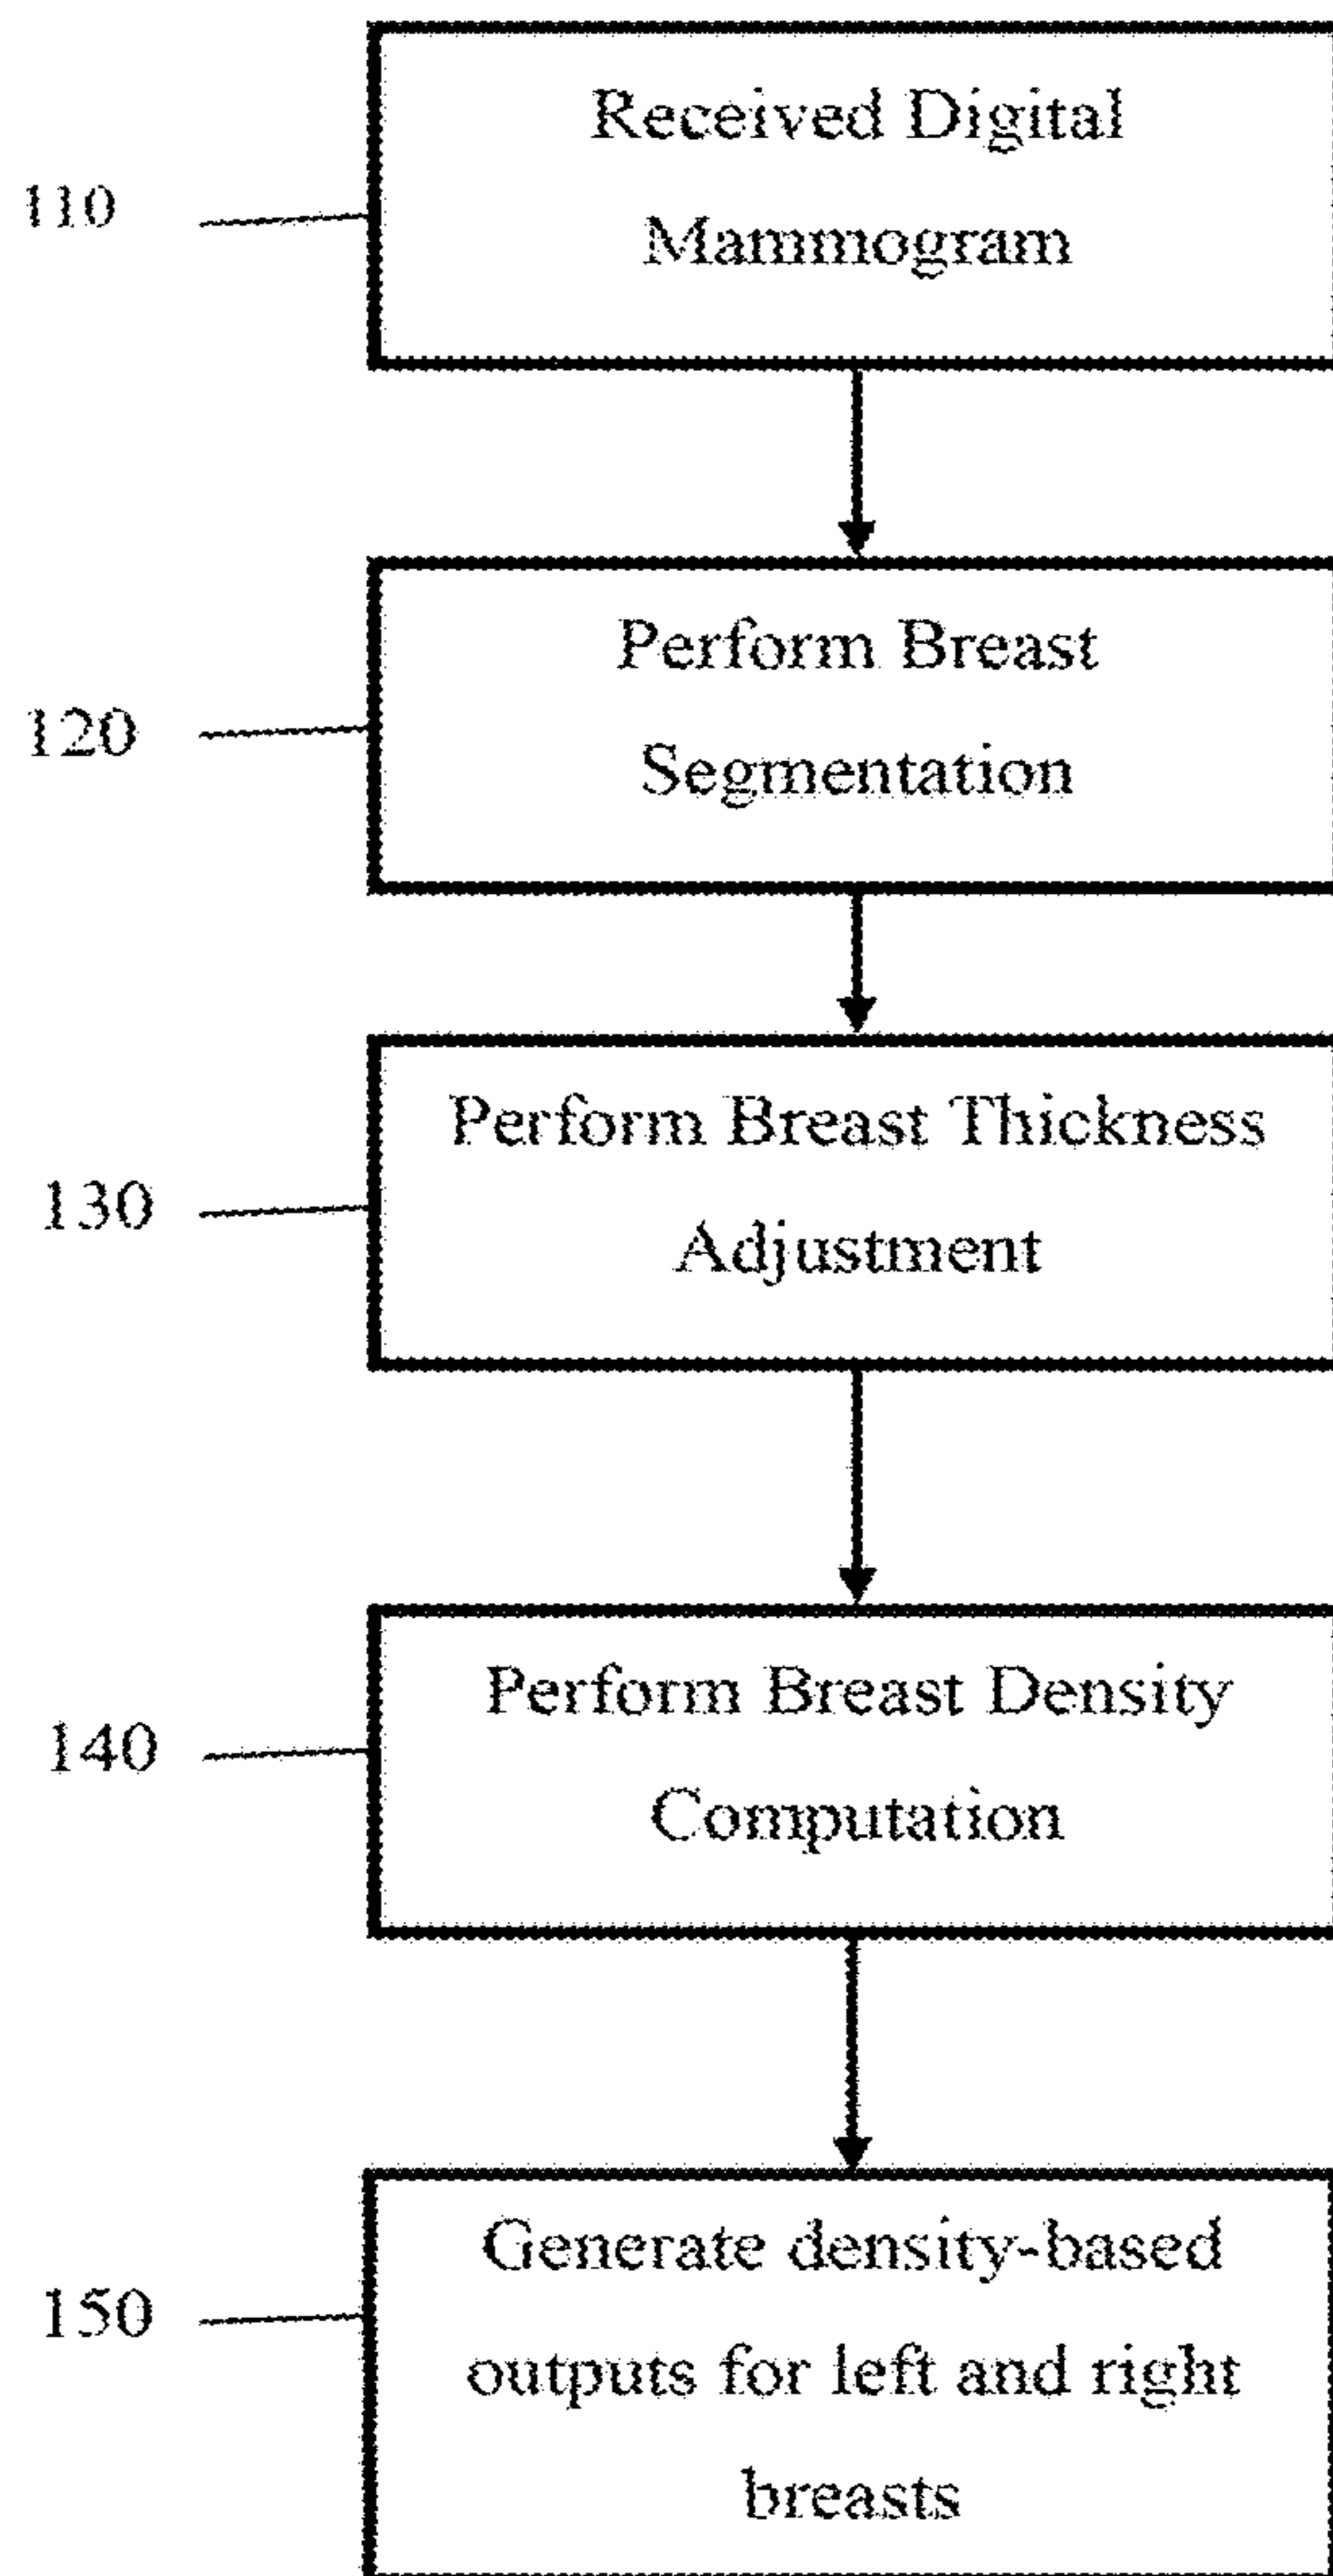 Received Digital
110
Mammogram
Perform Breast
120
Segmentation
Perform Breast Thickness
130
Adjustment
Perform Breast Density
140
Computation
Generate density-based
150
outputs for left and right
breasts